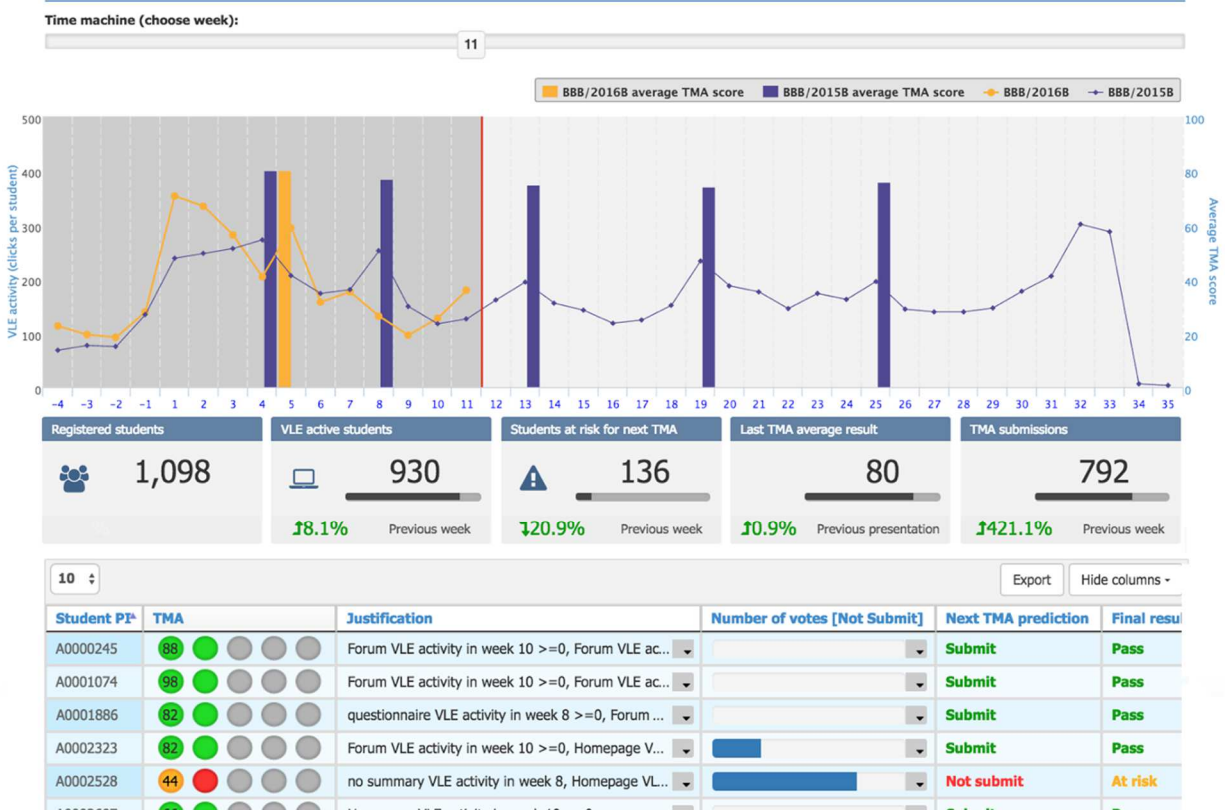 Time machine (choose week):
11
BBB/2016B average TMA score BBB/2015B average TMA score BBB/2016B BBB/2015B
VLE activity (clicks per student)
500
400
300
200
100
0
100
80
60
40
20
0
Average TMA score
-4 -3 -2 -1 1 2 3 4 5 6 7 8 9 10 11 12 13 14 15 16 17 18 19 20 21 22 23 24 25 26 27 28 29 30 31 32 33 34 35
Registered students VLE active students Students at risk for next TMA Last TMA average result TMA submissions
1,098 930 136 80 792
8.1% Previous week 20.9% Previous week 0.9% Previous presentation 421.1% Previous week
10 Export Hide columns
Student PI TMA Justification Number of votes [Not Submit] Next TMA prediction Final resu
A0000245 88 Forum VLE activity in week 10 >=0, Forum VLE ac... Submit Pass
A0001074 98 Forum VLE activity in week 10 >=0, Forum VLE ac... Submit Pass
A0001886 82 questionnaire VLE activity in week 8 >=0, Forum ... Submit Pass
A0002323 82 Forum VLE activity in week 10 >=0, Homepage V... Submit Pass
A0002528 44 no summary VLE activity in week 8, Homepage VL... Not submit At risk